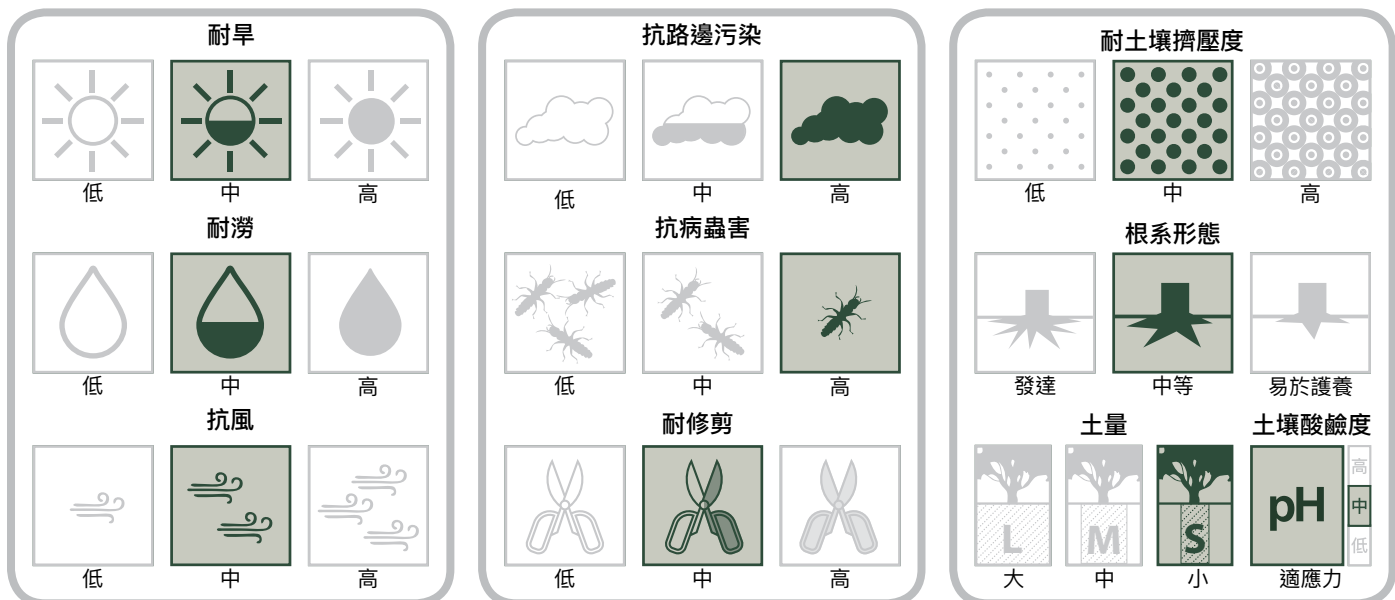 耐旱
低 中 高
耐澇
低 中 高
抗風
低 中 高
抗路邊污染
低 中 高
抗病蟲害
低 中 高
耐修剪
低 中 高
耐土壤擠壓度
低 中 高
根系形態
發達 中等 易於護養
土量
L M S
大 中 小
土壤酸鹼度
pH
高
中
低
適應力